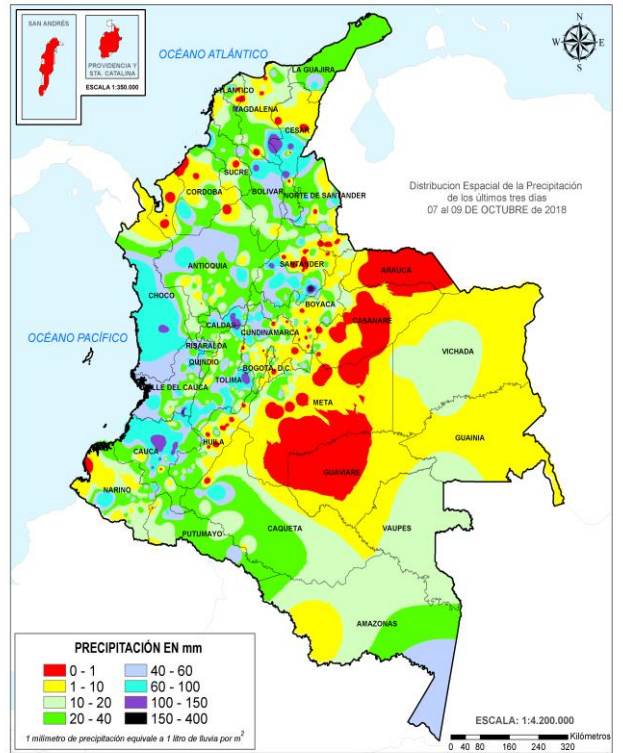 SAN ANDRÉS
PROVIDENCIA Y
STA. CATALINA
ESCALA 1:350.000
OCÉANO ATLÁNTICO
N
W E
S
LA GUAJIRA
ATLANTICO
MAGDALENA
CESAR
SUCRE
CORDOBA
BOLIVAR
NORTE DE SANTANDER
Distribucion Espacial de la Precipitación
de los últimos tres días
07 al 09 DE OCTUBRE de 2018
ANTIOQUIA
SANTANDER
ARAUCA
CHOCO
BOYACA
CASANARE
OCÉANO PACÍFICO
CALDAS
CUNDINAMARCA
VICHADA
RISARALDA
QUINDIO
BOGOTA, D.C.
VALLE DEL CAUCA
TOLIMA
META
GUAINIA
HUILA
CAUCA
GUAVIARE
NARIÑO
CAQUETA
VAUPES
PUTUMAYO
AMAZONAS
PRECIPITACIÓN EN mm
0 - 1 40 - 60
1 - 10 60 - 100
10 - 20 100 - 150
20 - 40 150 - 400
1 milímetro de precipitación equivale a 1 litro de lluvia por m²
ESCALA: 1:4.200.000
Kilómetros
0 40 80 160 240 320